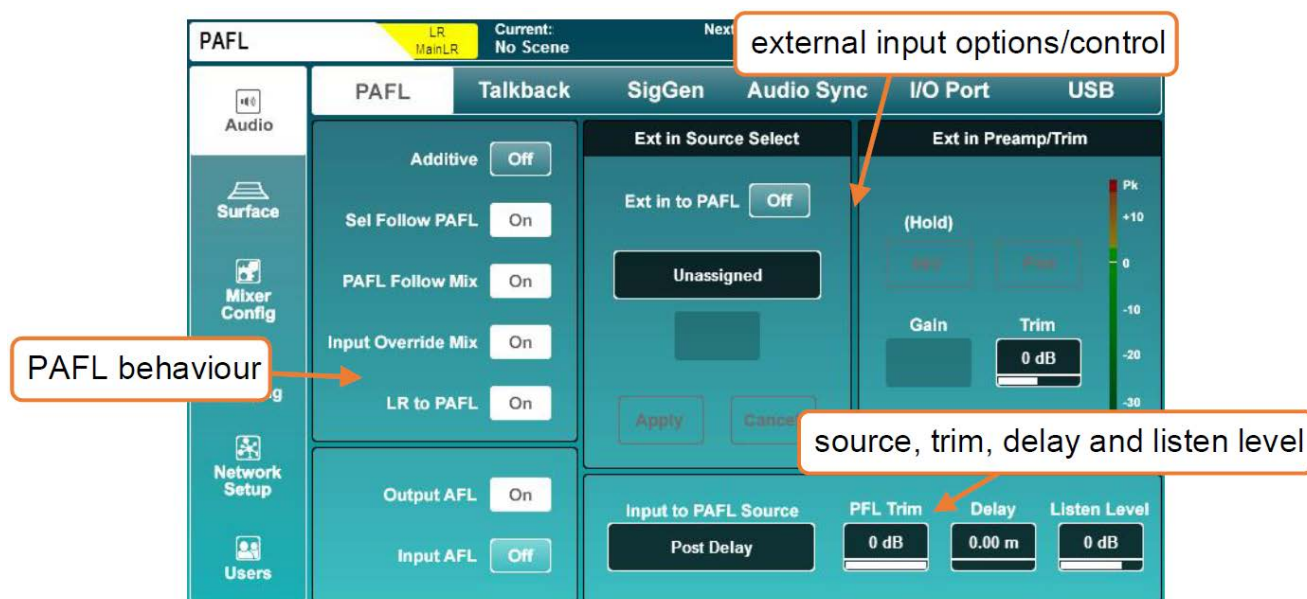 PAFL
LR
MainLR
Current:
No Scene
Next
external input options/control
Audio
Surface
Mixer
Config
g
Network
Setup
Users
PAFL Talkback SigGen Audio Sync I/O Port USB
Additive Off
Sel Follow PAFL On
PAFL Follow Mix On
Input Override Mix On
LR to PAFL On
PAFL behaviour
Output AFL On
Input AFL Off
Ext in Source Select
Ext in to PAFL Off
Unassigned
Apply Cancel
Ext in Preamp/Trim
(Hold)
Gain Trim
0 dB
Pk
+10
0
-10
-20
-30
source, trim, delay and listen level
Input to PAFL Source PFL Trim Delay Listen Level
Post Delay 0 dB 0.00 m 0 dB